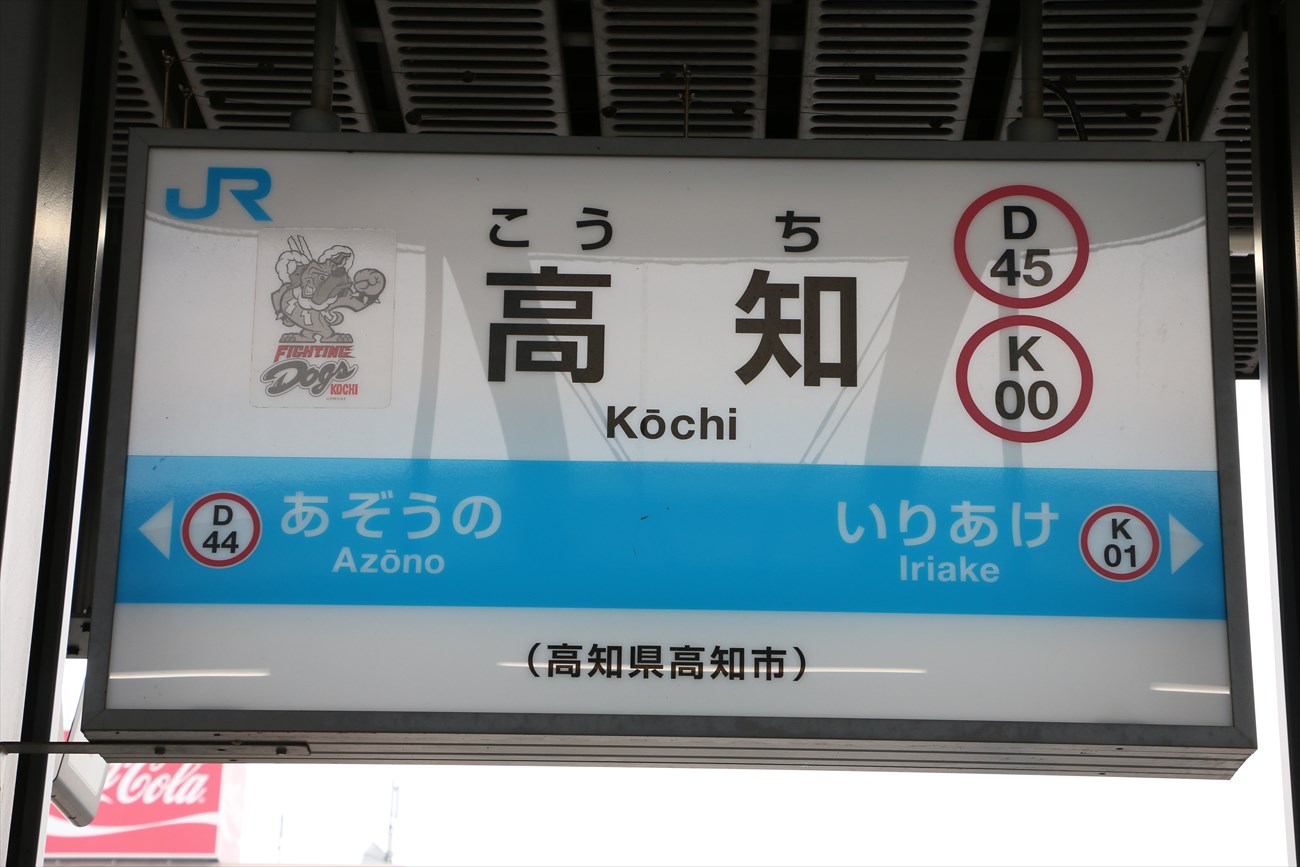 JR
こうち
高知
Kōchi
D
45
K
00
FIGHTING
Dogs
KOCHI
D
44
あぞうの
Azōno
いりあけ
Iriake
K
01
（高知県高知市）
Cola